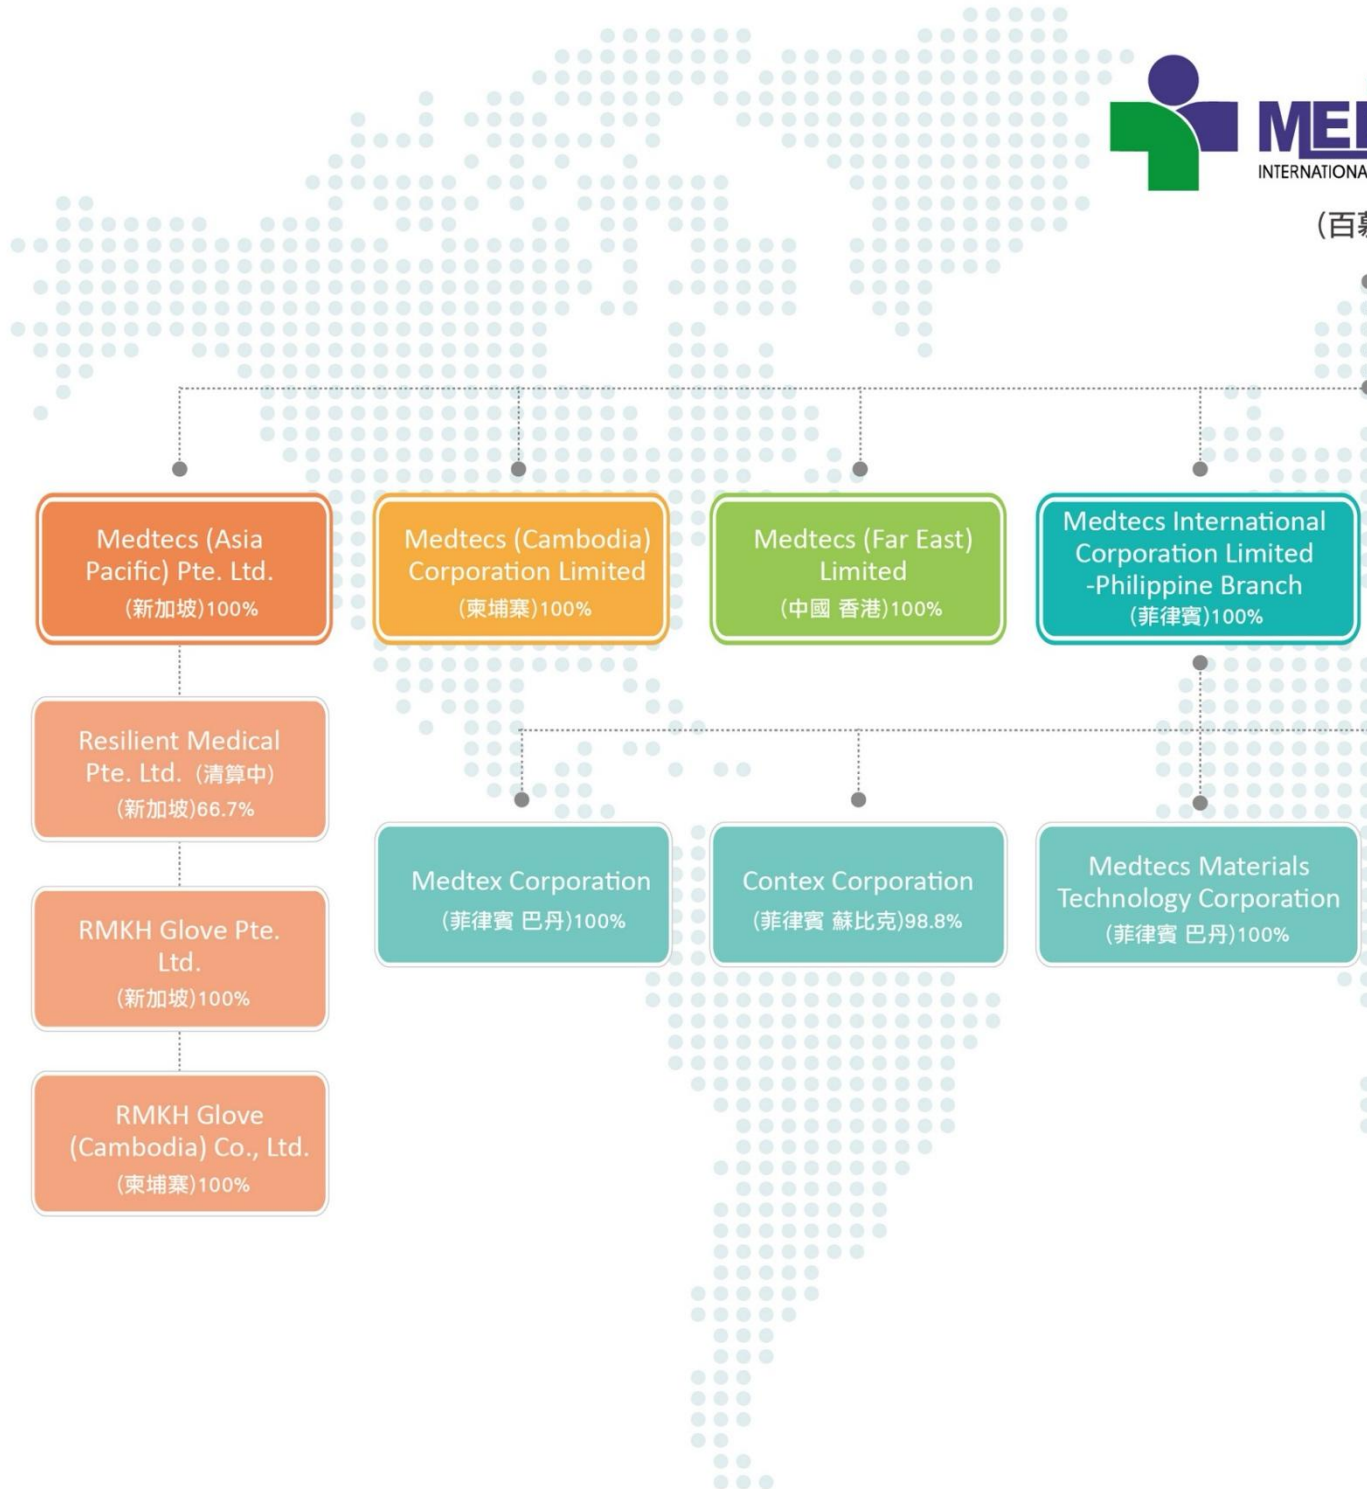 INTERNATIONA
(百慕
Medtecs (Asia
Pacific) Pte. Ltd.
(新加坡)100%
Medtecs (Cambodia)
Corporation Limited
(柬埔寨)100%
Medtecs (Far East)
Limited
(中國 香港)100%
Medtecs International
Corporation Limited
-Philippine Branch
(菲律賓)100%
Resilient Medical
Pte. Ltd. (清算中)
(新加坡)66.7%
RMKH Glove Pte.
Ltd.
(新加坡)100%
RMKH Glove
(Cambodia) Co., Ltd.
(柬埔寨)100%
Medtex Corporation
(菲律賓 巴丹)100%
Contex Corporation
(菲律賓 蘇比克)98.8%
Medtecs Materials
Technology Corporation
(菲律賓 巴丹)100%